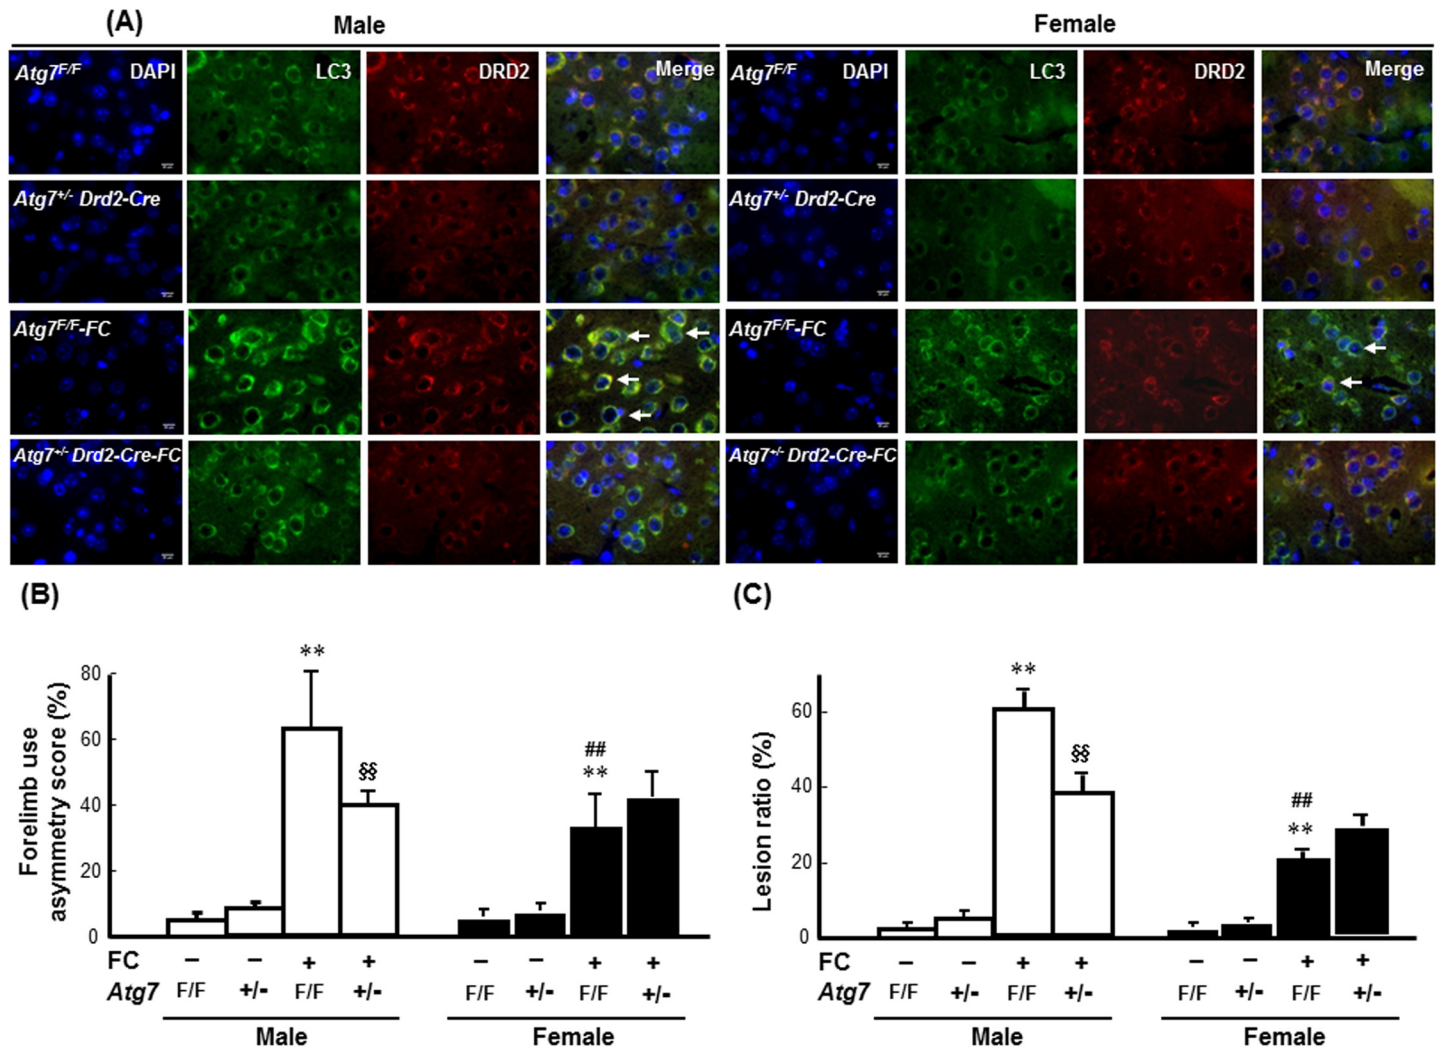 (A)
Male
Female
Atg7F/F DAPI LC3 DRD2 Merge Atg7F/F DAPI LC3 DRD2 Merge
Atg7+/- Drd2-Cre Atg7+/- Drd2-Cre
Atg7F/F-FC Atg7F/F-FC
Atg7+/- Drd2-Cre-FC Atg7+/- Drd2-Cre-FC
(B)
Forelimb use
asymmetry score (%)
80
60
40
20
0
**
§§
##
**
FC − − + + − − + +
Atg7 F/F +/- F/F +/- F/F +/- F/F +/-
Male Female
(C)
Lesion ratio (%)
60
40
20
0
**
§§
##
**
FC − − + + − − + +
Atg7 F/F +/- F/F +/- F/F +/- F/F +/-
Male Female